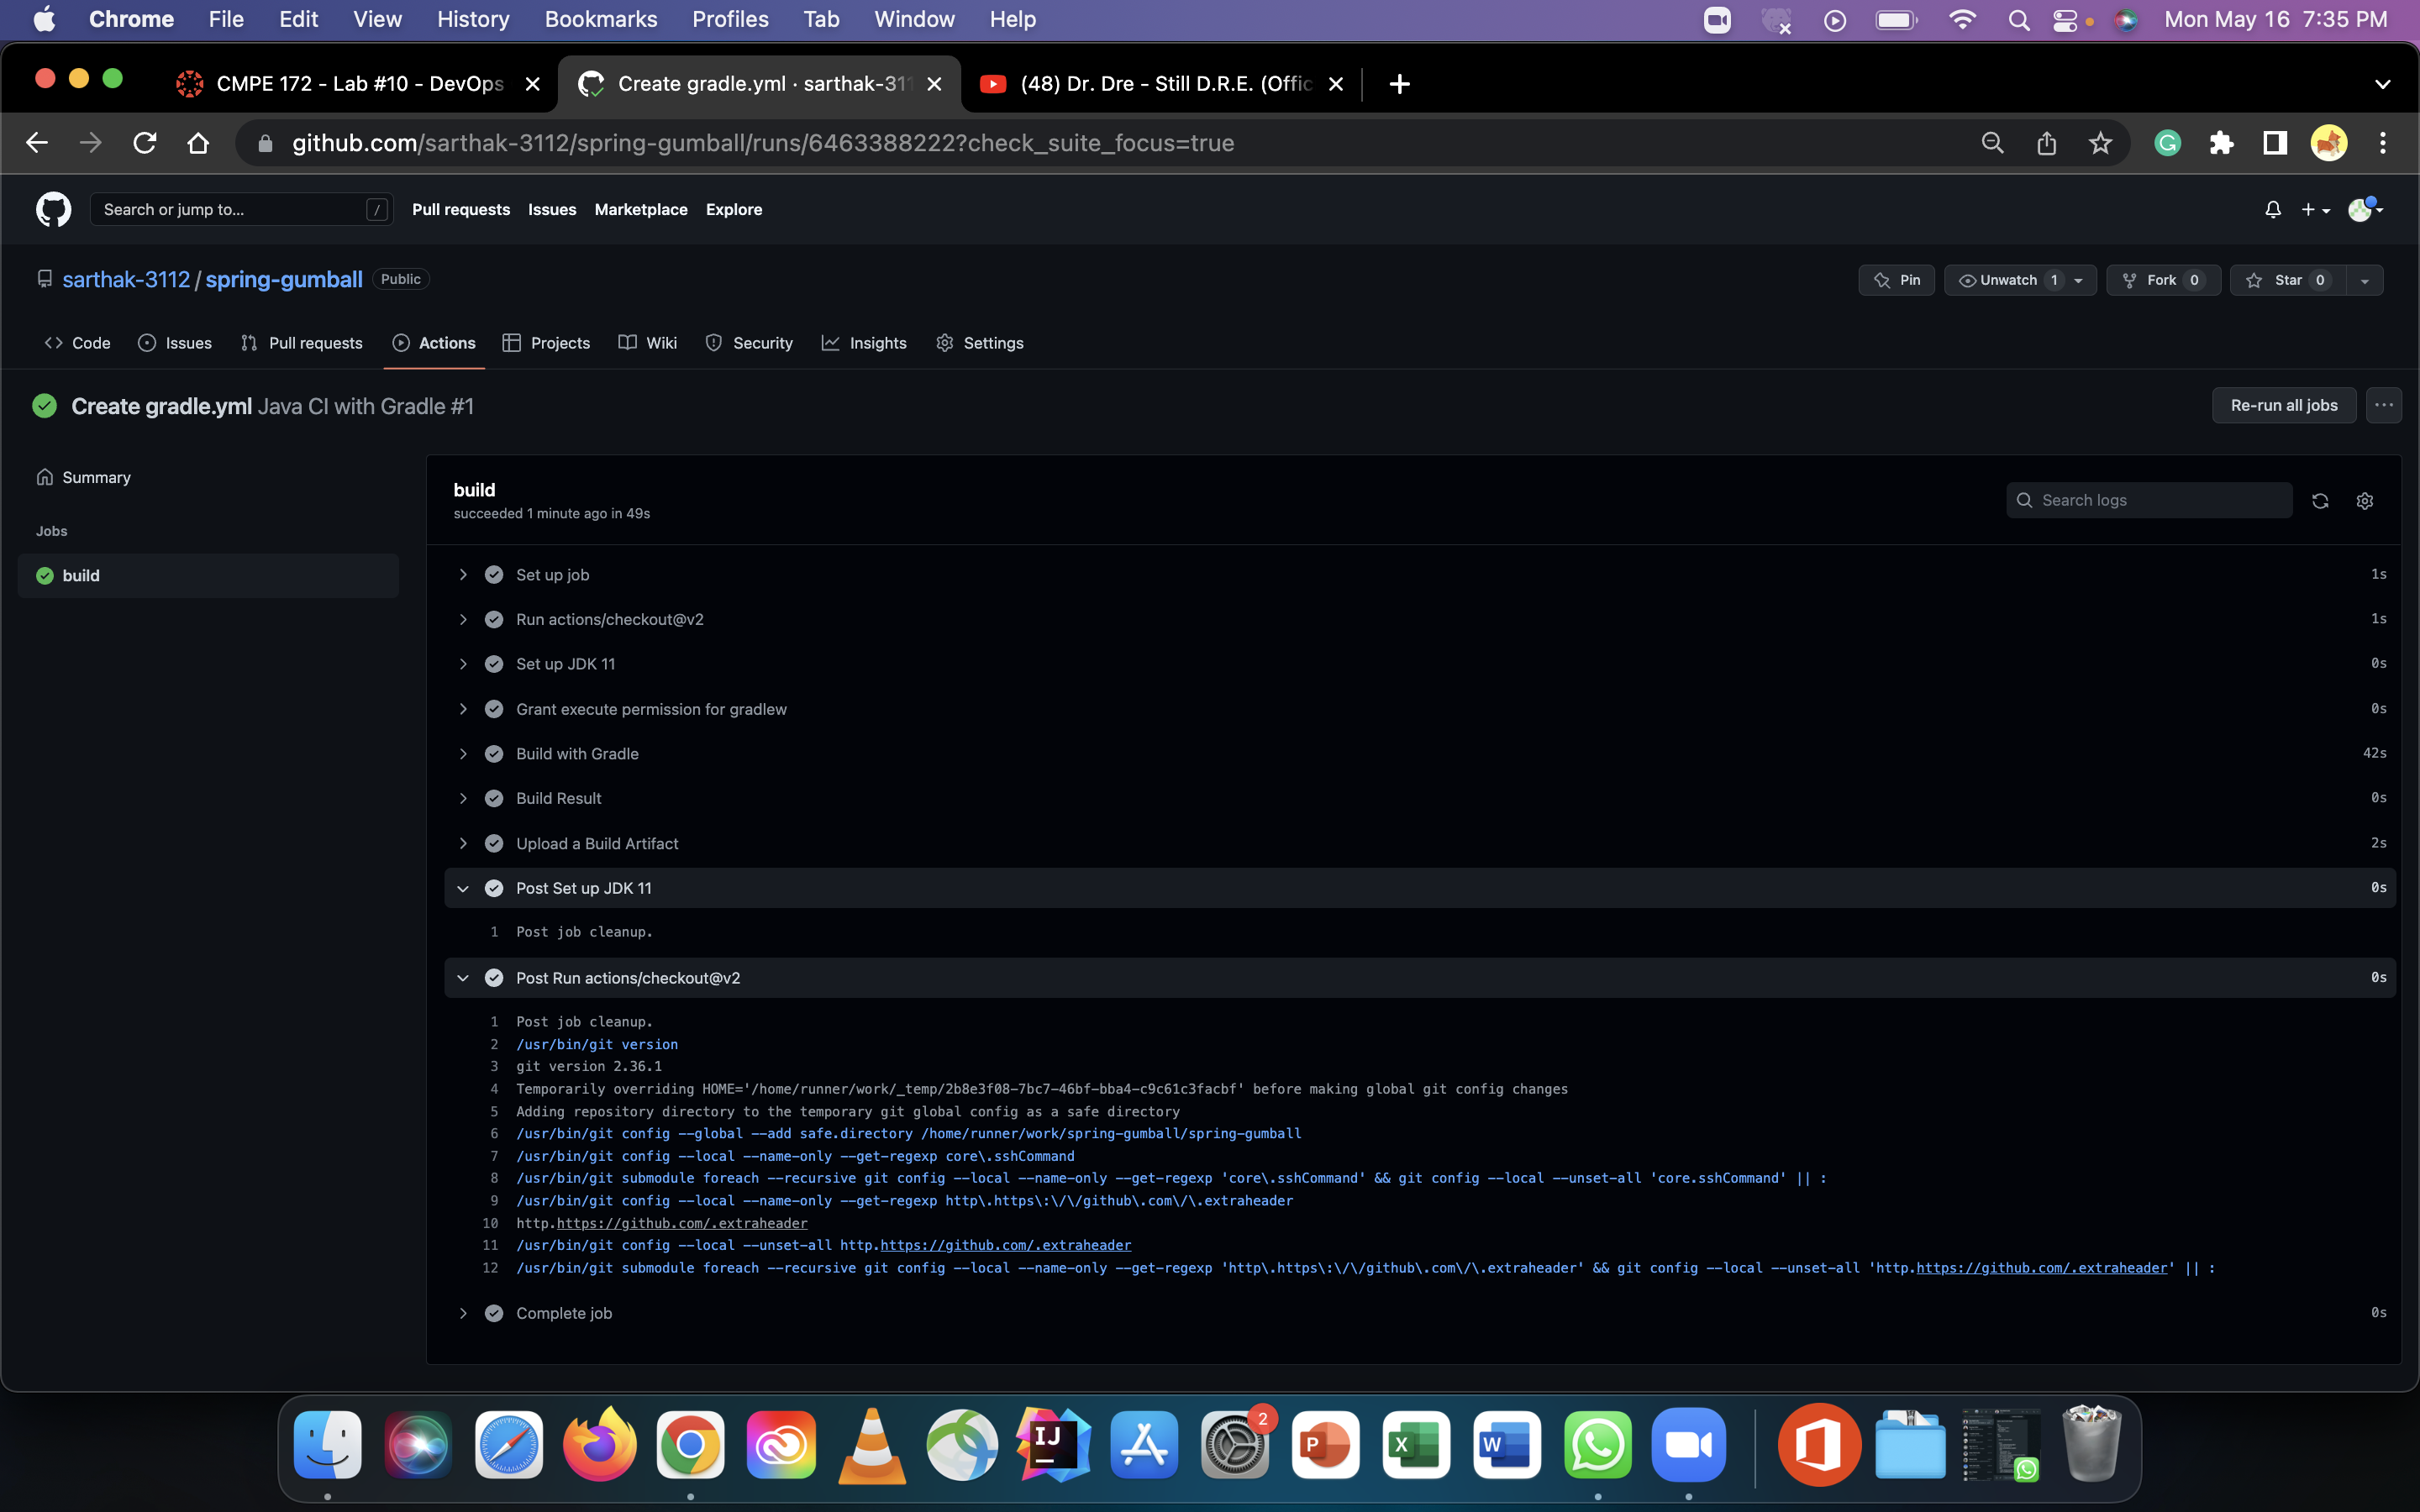 Chrome File Edit View History Bookmarks Profiles Tab Window Help Mon May 16 7:35 PM
CMPE 172 - Lab #10 - DevOps Create gradle.yml · sarthak-311 (48) Dr. Dre - Still D.R.E. (Offic
github.com/sarthak-3112/spring-gumball/runs/6463388222?check_suite_focus=true
Search or jump to... / Pull requests Issues Marketplace Explore
sarthak-3112 / spring-gumball Public Pin Unwatch 1 Fork 0 Star 0
Code Issues Pull requests Actions Projects Wiki Security Insights Settings
Create gradle.yml Java CI with Gradle #1 Re-run all jobs
Summary
Jobs
build
build
succeeded 1 minute ago in 49s
Search logs
Set up job 1s
Run actions/checkout@v2 1s
Set up JDK 11 0s
Grant execute permission for gradlew 0s
Build with Gradle 42s
Build Result 0s
Upload a Build Artifact 2s
Post Set up JDK 11 0s
1 Post job cleanup.
Post Run actions/checkout@v2 0s
1 Post job cleanup.
2 /usr/bin/git version
3 git version 2.36.1
4 Temporarily overriding HOME='/home/runner/work/_temp/2b8e3f08-7bc7-46bf-bba4-c9c61c3facbf' before making global git config changes
5 Adding repository directory to the temporary git global config as a safe directory
6 /usr/bin/git config --global --add safe.directory /home/runner/work/spring-gumball/spring-gumball
7 /usr/bin/git config --local --name-only --get-regexp core\.sshCommand
8 /usr/bin/git submodule foreach --recursive git config --local --name-only --get-regexp 'core\.sshCommand' && git config --local --unset-all 'core.sshCommand' || :
9 /usr/bin/git config --local --name-only --get-regexp http\.https\:\/\/github\.com\/\.extraheader
10 http.https://github.com/.extraheader
11 /usr/bin/git config --local --unset-all http.https://github.com/.extraheader
12 /usr/bin/git submodule foreach --recursive git config --local --name-only --get-regexp 'http\.https\:\/\/github\.com\/\.extraheader' && git config --local --unset-all 'http.https://github.com/.extraheader' || :
Complete job 0s
IJ 2 P X W